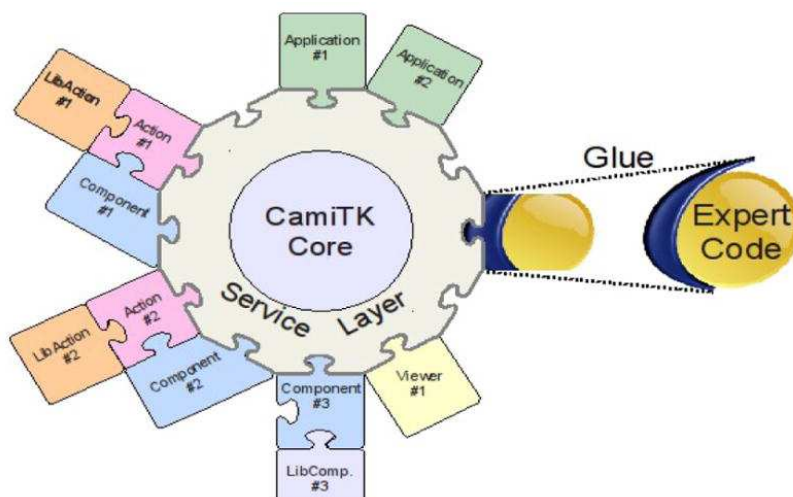 Application
#1
Application
#2
LibAction
#1
Action
#1
Component
#1
CamiTK
Core
Service Layer
Glue
Expert
Code
Action
#2
LibAction
#2
Component
#2
Component
#3
Viewer
#1
LibComp.
#3